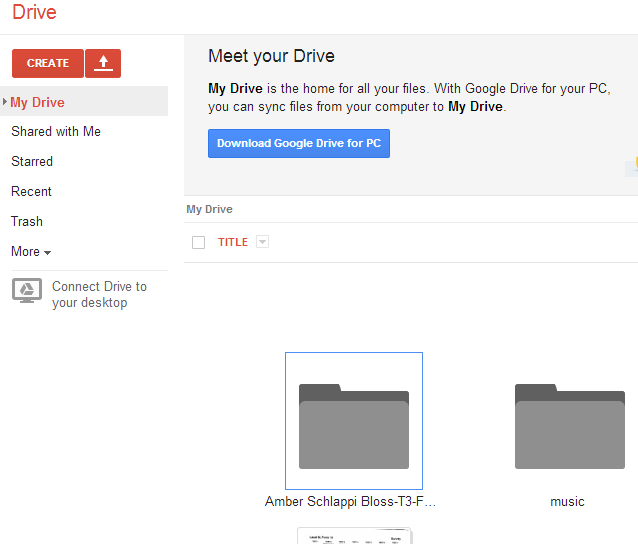 Drive
CREATE
My Drive
Shared with Me
Starred
Recent
Trash
More
Connect Drive to
your desktop
Meet your Drive
My Drive is the home for all your files. With Google Drive for your PC,
you can sync files from your computer to My Drive.
Download Google Drive for PC
My Drive
TITLE
Amber Schlappi Bloss-T3-F...
music